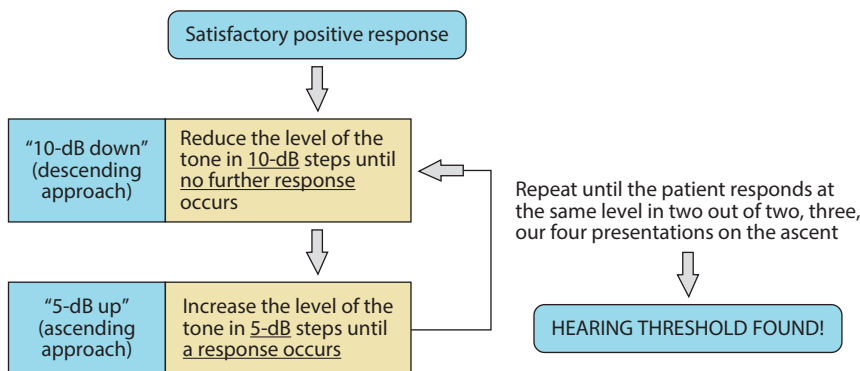 Satisfactory positive response
“10-dB down”
(descending
approach)
Reduce the level of the
tone in 10-dB steps until
no further response
occurs
“5-dB up”
(ascending
approach)
Increase the level of the
tone in 5-dB steps until
a response occurs
Repeat until the patient responds at
the same level in two out of two, three,
our four presentations on the ascent
HEARING THRESHOLD FOUND!